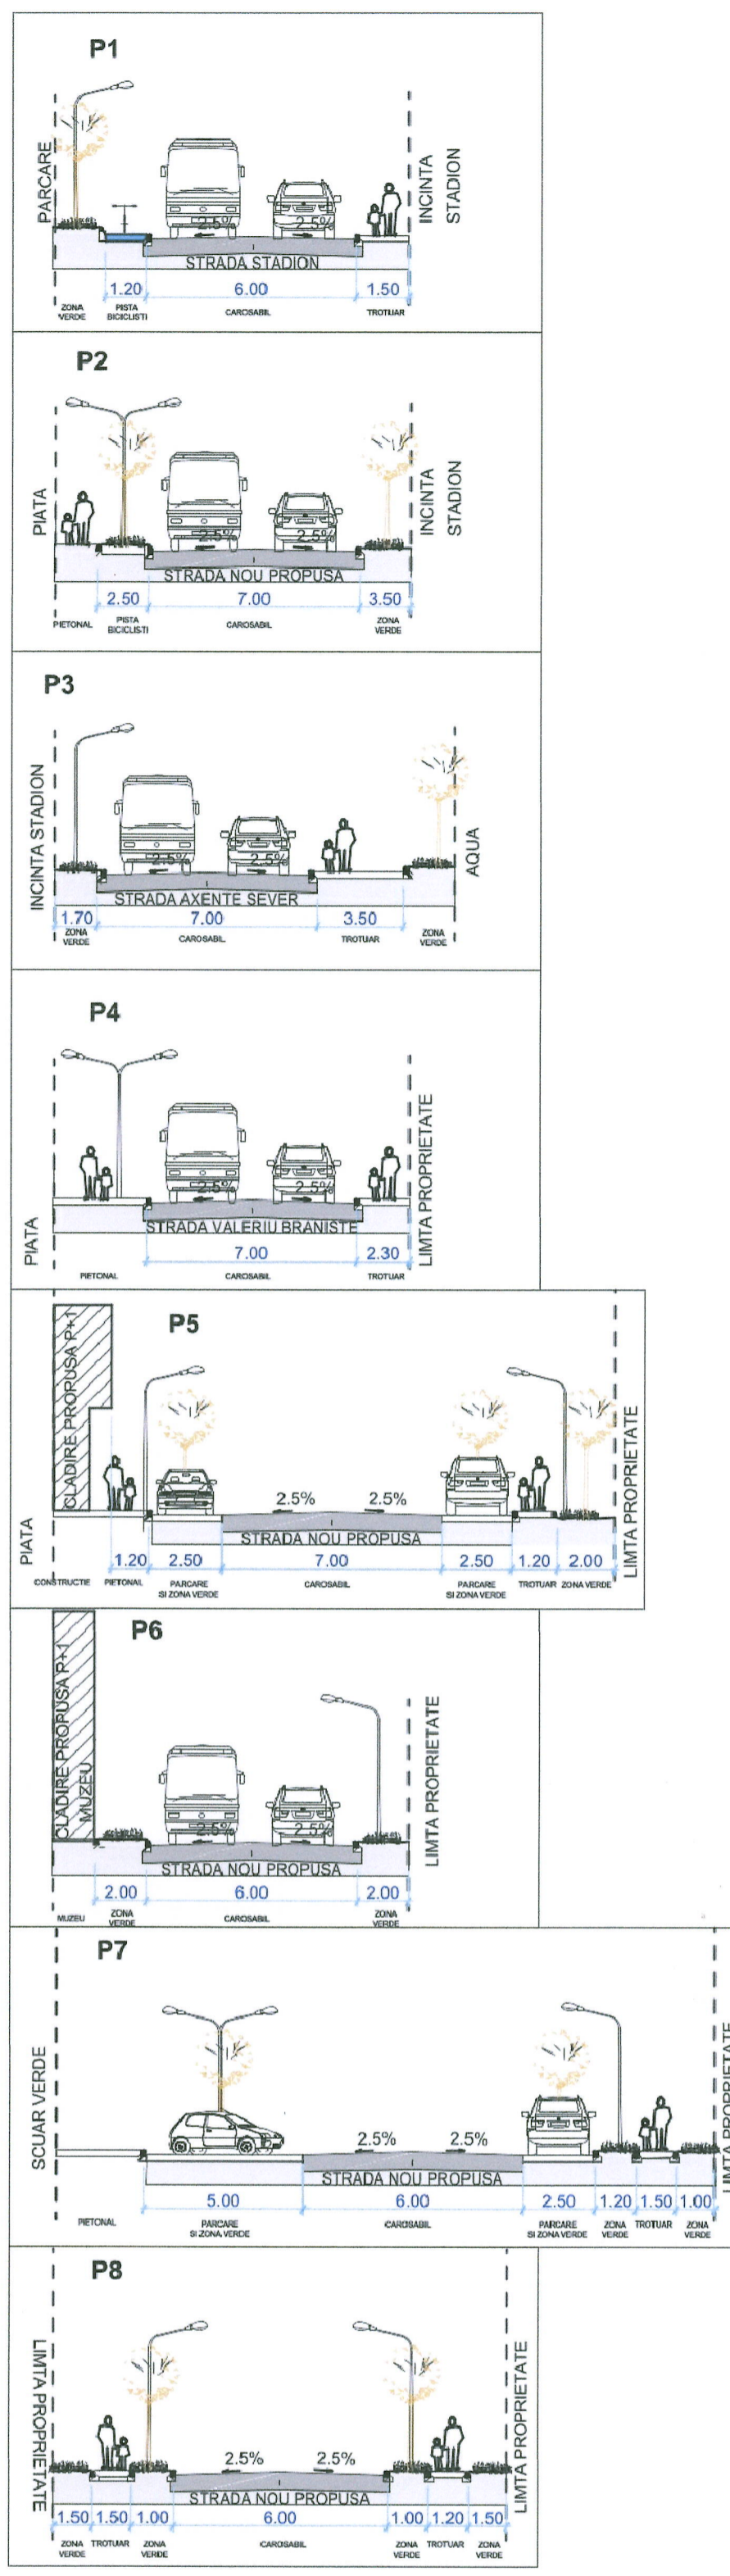 P1
PARCARE
INCINTA
STADION
2.5% 2.5%
STRADA STADION
1.20 6.00 1.50
ZONA
VERDE
PISTA
BICICLISTI
CAROSABIL
TROTUAR
P2
PIATA
INCINTA
STADION
2.5% 2.5%
STRADA NOU PROPUSA
2.50 7.00 3.50
PIETONAL
PISTA
BICICLISTI
CAROSABIL
ZONA
VERDE
P3
INCINTA STADION
AQUA
2.5% 2.5%
STRADA AXENTE SEVER
1.70 7.00 3.50
ZONA
VERDE
CAROSABIL
TROTUAR
ZONA
VERDE
P4
PIATA
LIMTA PROPRIETATE
2.5% 2.5%
STRADA VALERIU BRANISTE
7.00 2.30
PIETONAL
CAROSABIL
TROTUAR
P5
CLADIRE PROPUSA P+1
PIATA
LIMTA PROPRIETATE
2.5% 2.5%
STRADA NOU PROPUSA
1.20 2.50 7.00 2.50 1.20 2.00
CONSTRUCTIE
PIETONAL
PARCARE
SI ZONA VERDE
CAROSABIL
PARCARE
SI ZONA VERDE
TROTUAR
ZONA VERDE
P6
CLADIRE PROPUSA P+1
MUZEU
LIMTA PROPRIETATE
2.5% 2.5%
STRADA NOU PROPUSA
2.00 6.00 2.00
MUZEU
ZONA
VERDE
CAROSABIL
ZONA
VERDE
P7
SCUAR VERDE
LIMTA PROPRIETATE
2.5% 2.5%
STRADA NOU PROPUSA
5.00 6.00 2.50 1.20 1.50 1.00
PIETONAL
PARCARE
SI ZONA VERDE
CAROSABIL
PARCARE
SI ZONA VERDE
ZONA
VERDE
TROTUAR
ZONA
VERDE
P8
LIMTA PROPRIETATE
LIMTA PROPRIETATE
2.5% 2.5%
STRADA NOU PROPUSA
1.50 1.50 1.00 6.00 1.00 1.20 1.50
ZONA
VERDE
TROTUAR
ZONA
VERDE
CAROSABIL
ZONA
VERDE
TROTUAR
ZONA
VERDE